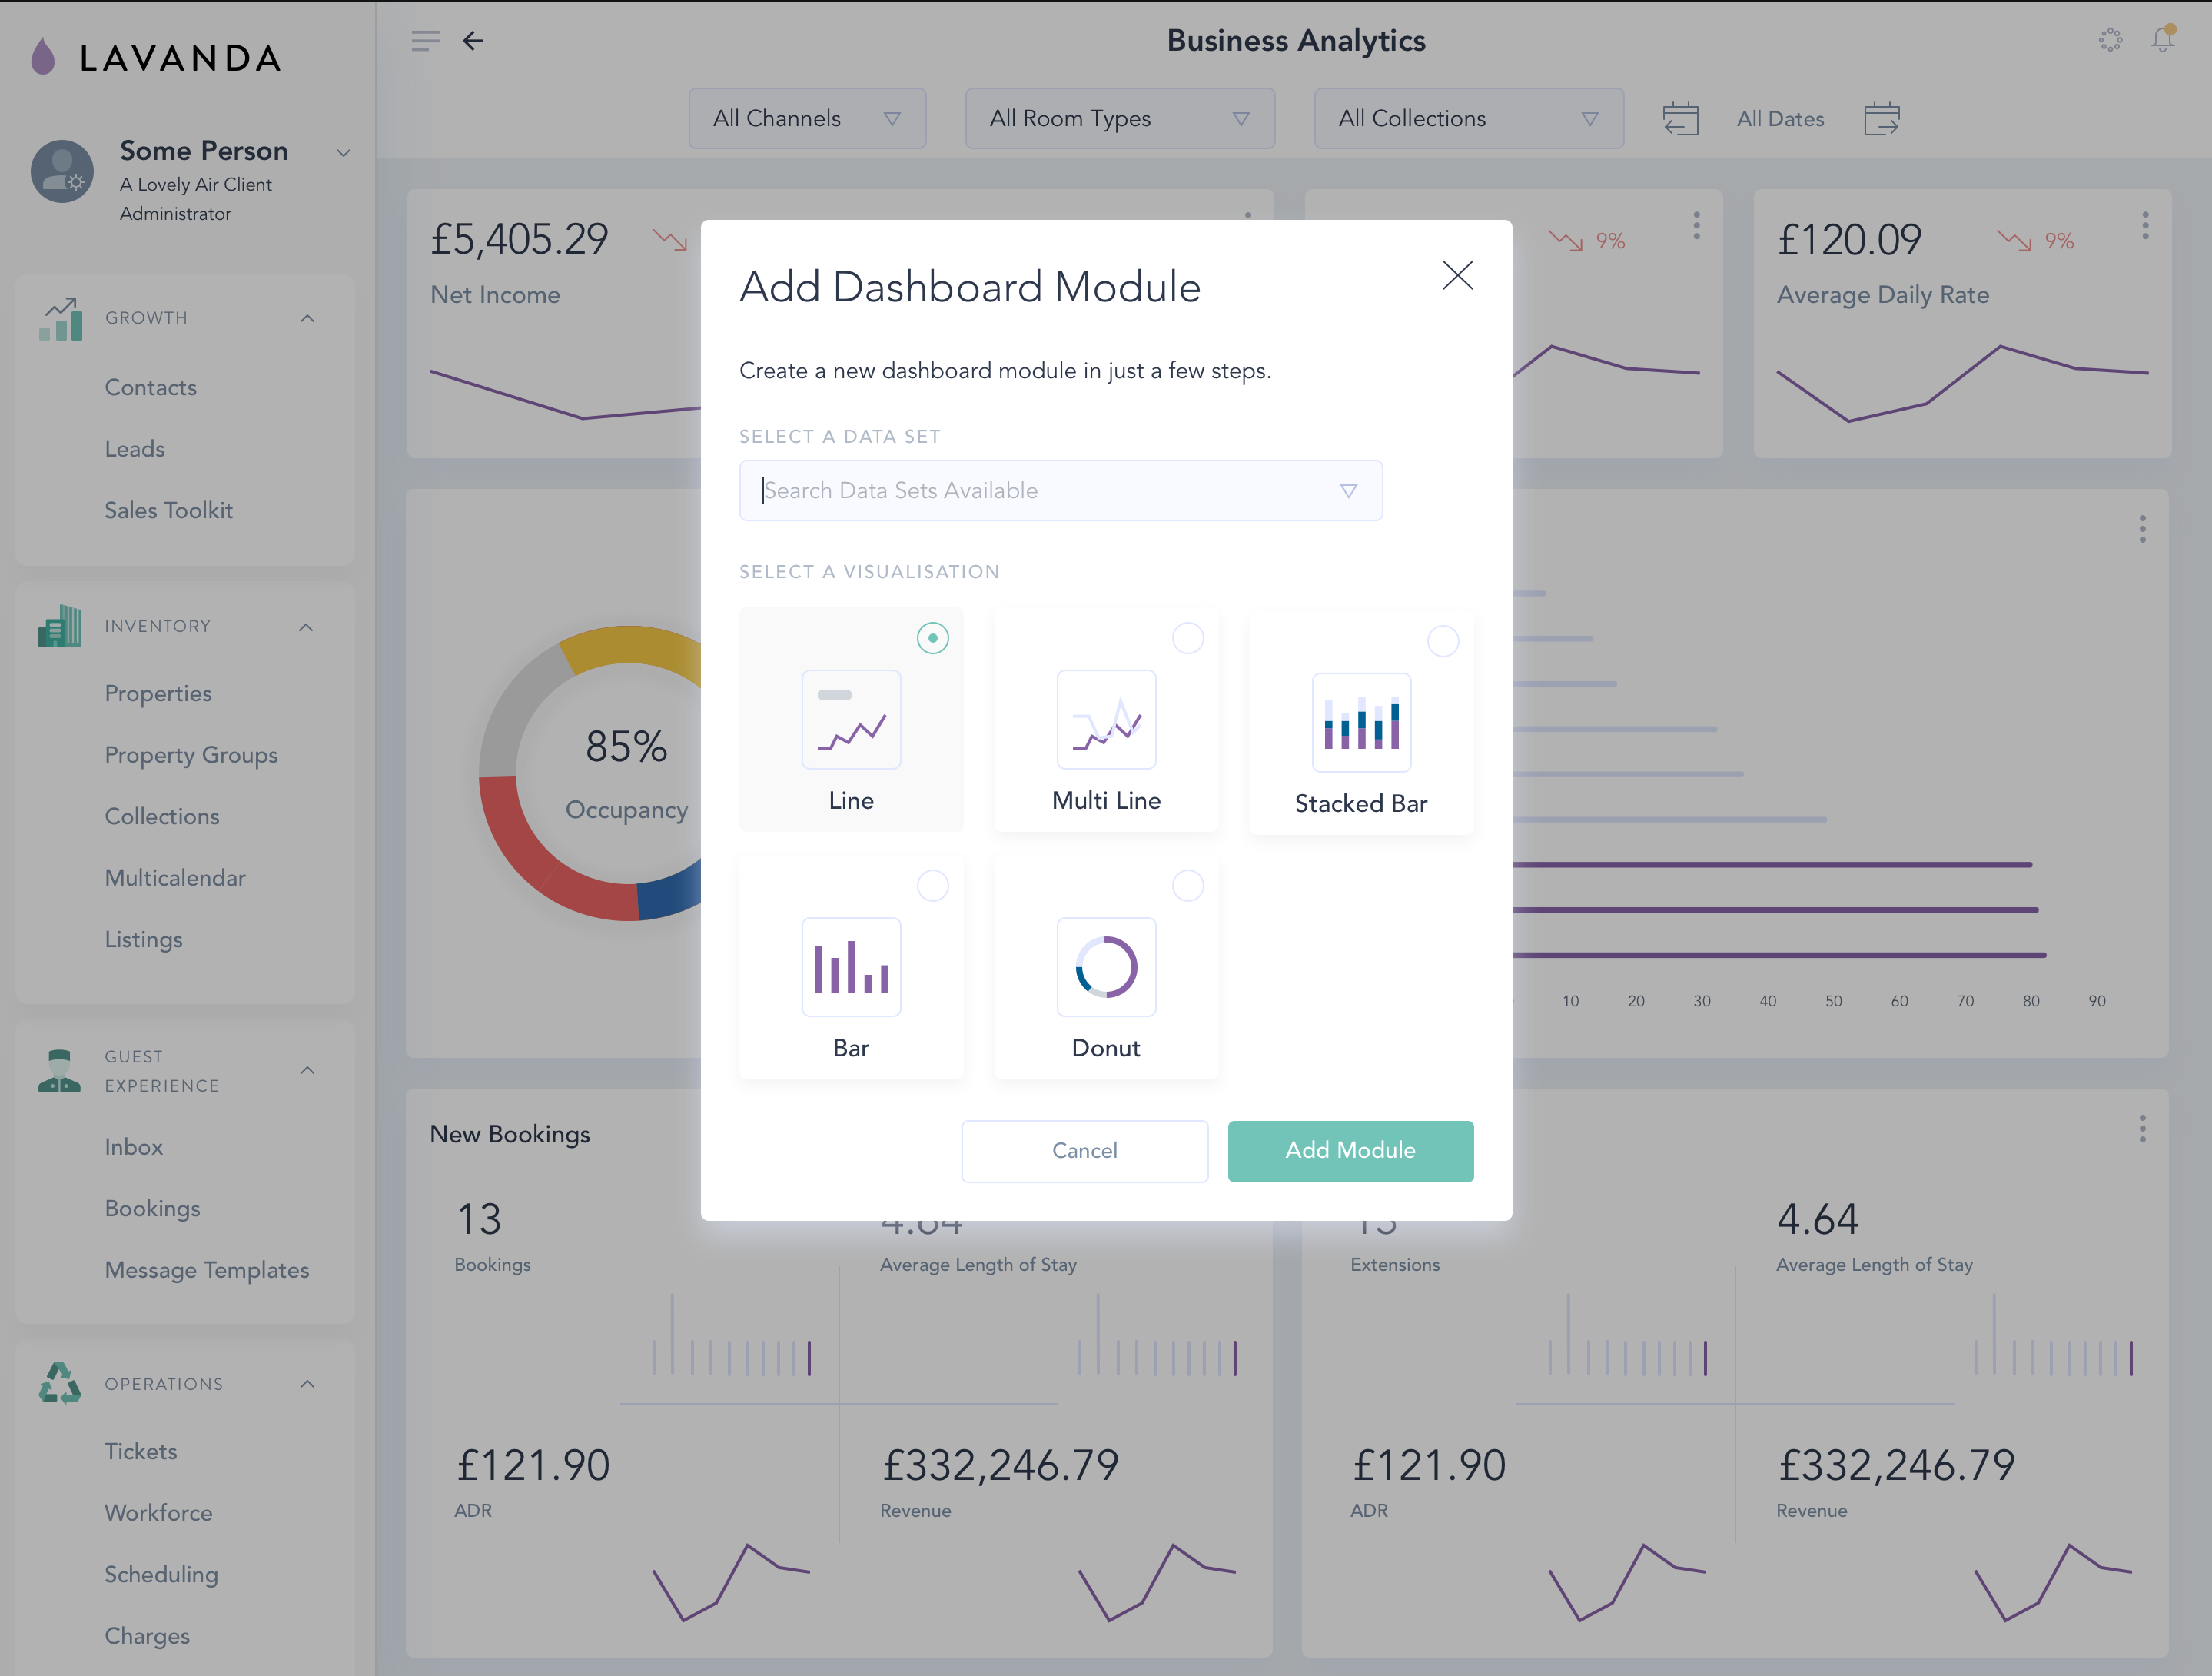 LAVANDA
Some Person
A Lovely Air Client
Administrator
GROWTH
Contacts
Leads
Sales Toolkit
INVENTORY
Properties
Property Groups
Collections
Multicalendar
Listings
GUEST
EXPERIENCE
Inbox
Bookings
Message Templates
OPERATIONS
Tickets
Workforce
Scheduling
Charges
Business Analytics
All Channels
All Room Types
All Collections
All Dates
£5,405.29
Net Income
9%
£120.09
9%
Average Daily Rate
Add Dashboard Module
Create a new dashboard module in just a few steps.
SELECT A DATA SET
Search Data Sets Available
SELECT A VISUALISATION
Line
Multi Line
Stacked Bar
Bar
Donut
Cancel
Add Module
85%
Occupancy
10 20 30 40 50 60 70 80 90
New Bookings
13
Bookings
4.64
Average Length of Stay
£121.90
ADR
£332,246.79
Revenue
13
Extensions
4.64
Average Length of Stay
£121.90
ADR
£332,246.79
Revenue